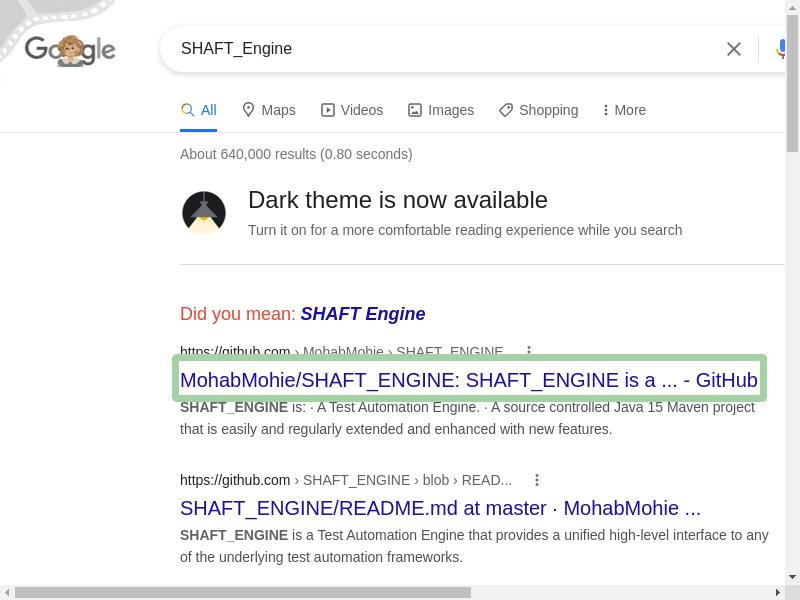 Google
SHAFT_Engine
All Maps Videos Images Shopping More
About 640,000 results (0.80 seconds)
Dark theme is now available
Turn it on for a more comfortable reading experience while you search
Did you mean: SHAFT Engine
https://github.com › MohabMohie › SHAFT_ENGINE
MohabMohie/SHAFT_ENGINE: SHAFT_ENGINE is a ... - GitHub
SHAFT_ENGINE is: · A Test Automation Engine. · A source controlled Java 15 Maven project
that is easily and regularly extended and enhanced with new features.
https://github.com › SHAFT_ENGINE › blob › READ...
SHAFT_ENGINE/README.md at master · MohabMohie ...
SHAFT_ENGINE is a Test Automation Engine that provides a unified high-level interface to any
of the underlying test automation frameworks.